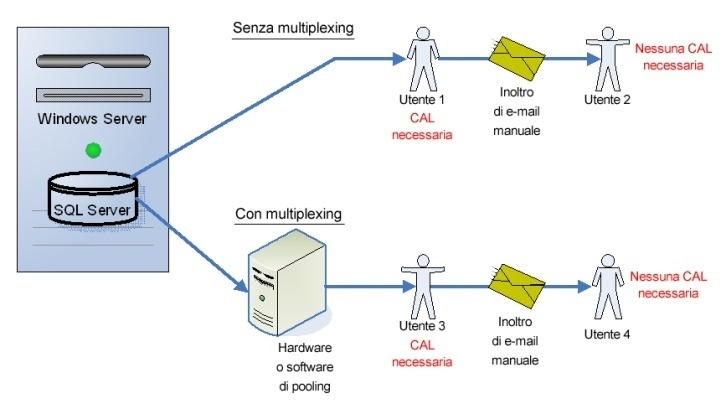 Senza multiplexing
Windows Server
SQL Server
Utente 1
CAL
necessaria
Inoltro
di e-mail
manuale
Utente 2
Nessuna CAL
necessaria
Con multiplexing
Hardware
o software
di pooling
Utente 3
CAL
necessaria
Inoltro
di e-mail
manuale
Utente 4
Nessuna CAL
necessaria